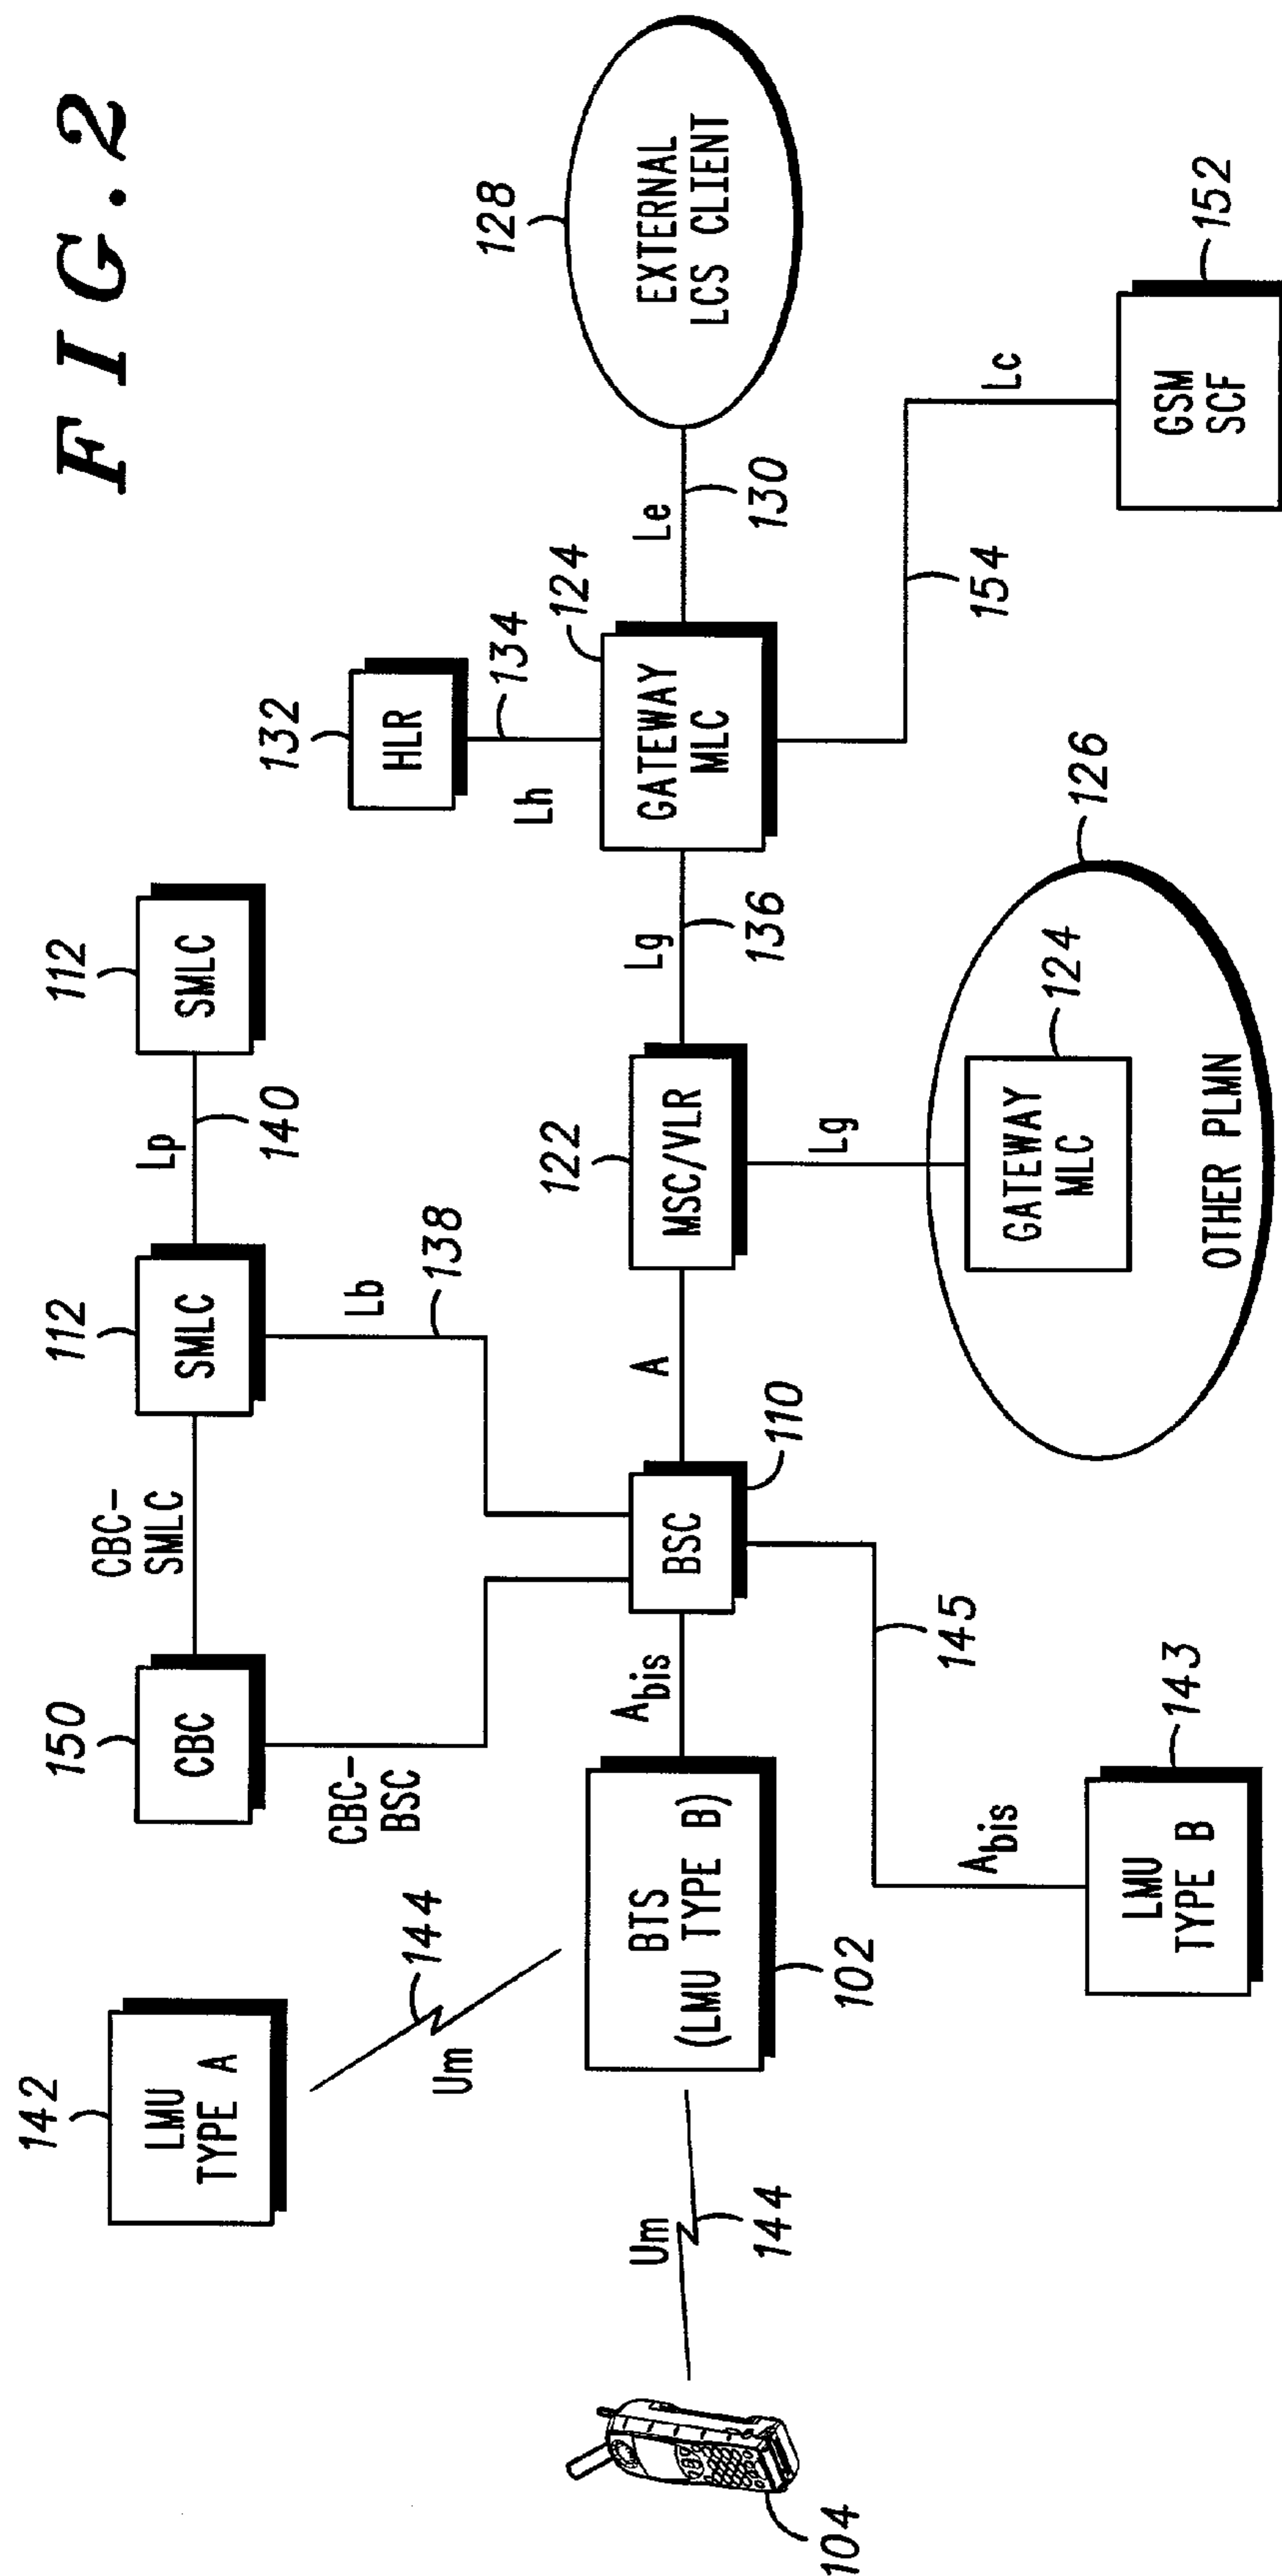 FIG.2
142
LMU
TYPE A
Um
144
150
CBC
CBC-
SMLC
CBC-
BSC
112
SMLC
Lp
140
112
SMLC
Lb
138
132
HLR
Lh
134
128
EXTERNAL
LCS CLIENT
104
Um
144
BTS
(LMU TYPE B)
102
Abis
BSC
110
A
122
MSC/VLR
Lg
136
124
GATEWAY
MLC
Le
130
145
Abis
LMU
TYPE B
143
Lg
GATEWAY
MLC
124
OTHER PLMN
126
154
Lc
GSM
SCF
152